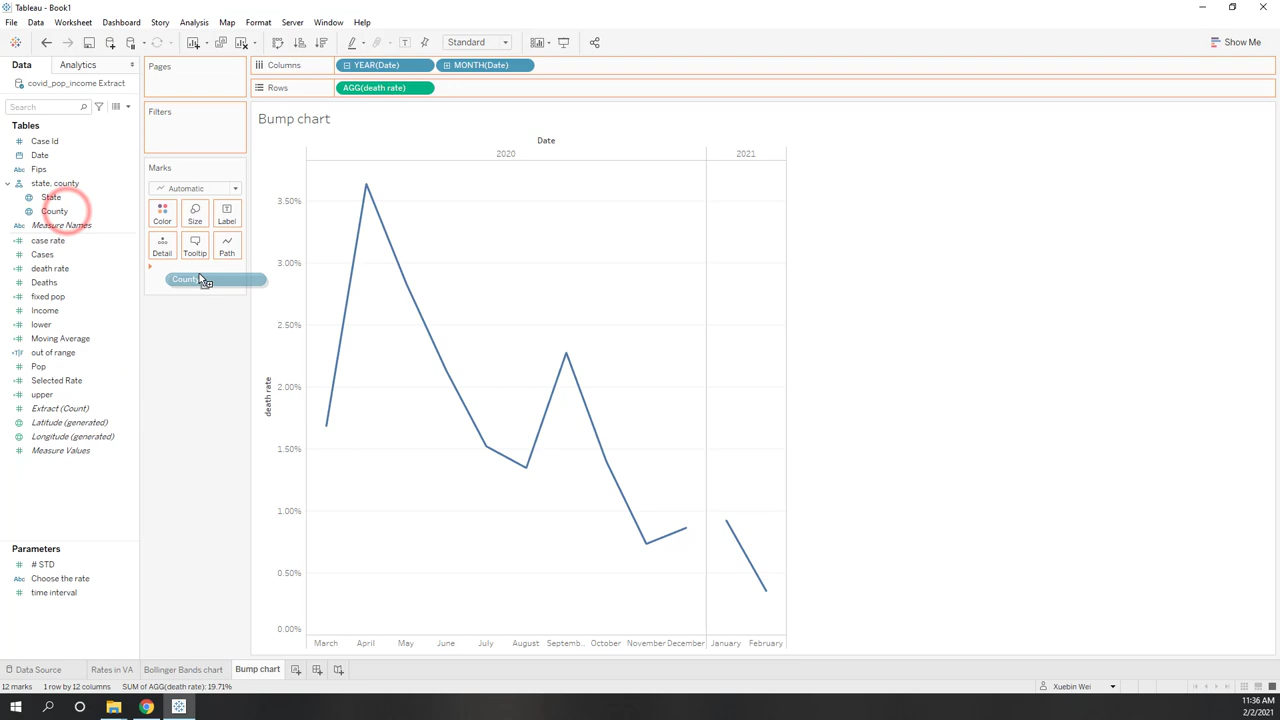 Tableau - Book1
File Data Worksheet Dashboard Story Analysis Map Format Server Window Help
Standard
Show Me
Data Analytics
covid_pop_income Extract
Search
Tables
# Case Id
Date
Abc Fips
state, county
State
County
Abc Measure Names
case rate
Cases
death rate
Deaths
fixed pop
Income
lower
Moving Average
out of range
Pop
Selected Rate
upper
Extract (Count)
Latitude (generated)
Longitude (generated)
Measure Values
Parameters
# # STD
Abc Choose the rate
# time interval
Pages
Filters
Marks
Automatic
Color Size Label
Detail Tooltip Path
Columns YEAR(Date) MONTH(Date)
Rows AGG(death rate)
Bump chart
Date
2020 2021
death rate
3.50%
3.00%
2.50%
2.00%
1.50%
1.00%
0.50%
0.00%
March April May June July August Septemb.. October November December January February
Data Source Rates in VA Bollinger Bands chart Bump chart
12 marks 1 row by 12 columns SUM of AGG(death rate): 19.71%
Xuebin Wei
11:36 AM
2/2/2021